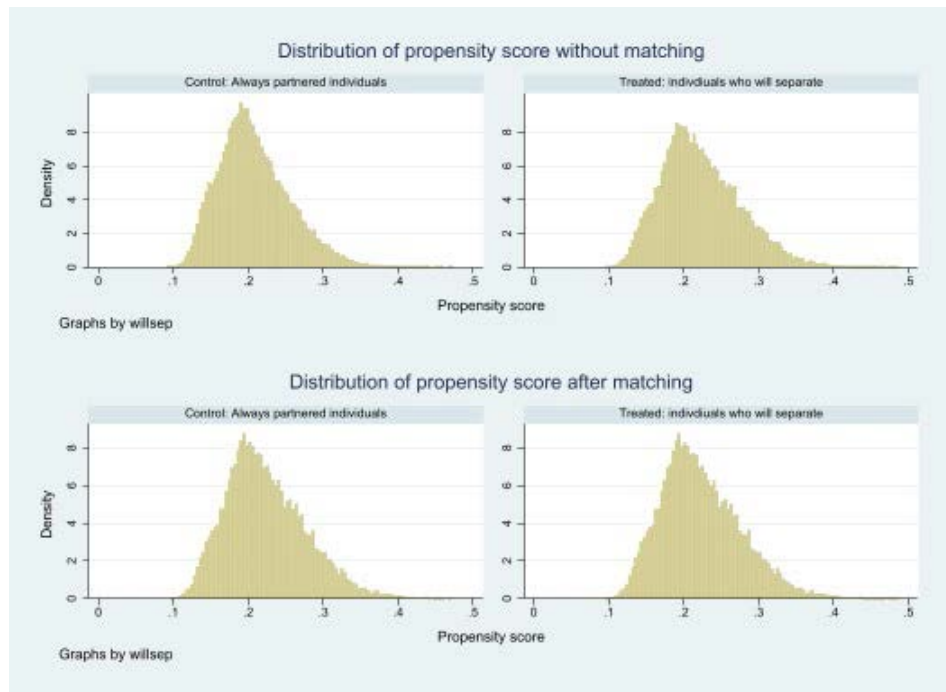 Distribution of propensity score without matching
Control: Always partnered individuals
Treated: indivdiuals who will separate
Density
0 2 4 6 8
0 .1 .2 .3 .4 .5
0 2 4 6 8
0 .1 .2 .3 .4 .5
Propensity score
Graphs by willsep
Distribution of propensity score after matching
Control: Always partnered individuals
Treated: indivdiuals who will separate
Density
0 2 4 6 8
0 .1 .2 .3 .4 .5
0 2 4 6 8
0 .1 .2 .3 .4 .5
Propensity score
Graphs by willsep